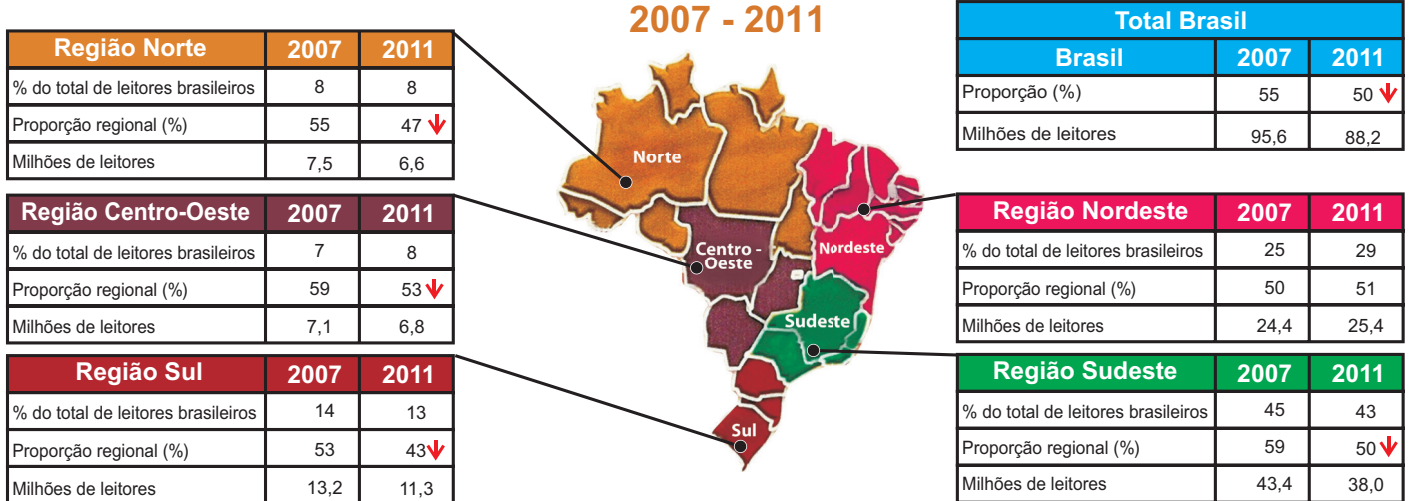 2007 - 2011
Região Norte 2007 2011
% do total de leitores brasileiros 8 8
Proporção regional (%) 55 47
Milhões de leitores 7,5 6,6
Região Centro-Oeste 2007 2011
% do total de leitores brasileiros 7 8
Proporção regional (%) 59 53
Milhões de leitores 7,1 6,8
Região Sul 2007 2011
% do total de leitores brasileiros 14 13
Proporção regional (%) 53 43
Milhões de leitores 13,2 11,3
Norte
Centro -
Oeste
Nordeste
Sudeste
Sul
Total Brasil
Brasil 2007 2011
Proporção (%) 55 50
Milhões de leitores 95,6 88,2
Região Nordeste 2007 2011
% do total de leitores brasileiros 25 29
Proporção regional (%) 50 51
Milhões de leitores 24,4 25,4
Região Sudeste 2007 2011
% do total de leitores brasileiros 45 43
Proporção regional (%) 59 50
Milhões de leitores 43,4 38,0